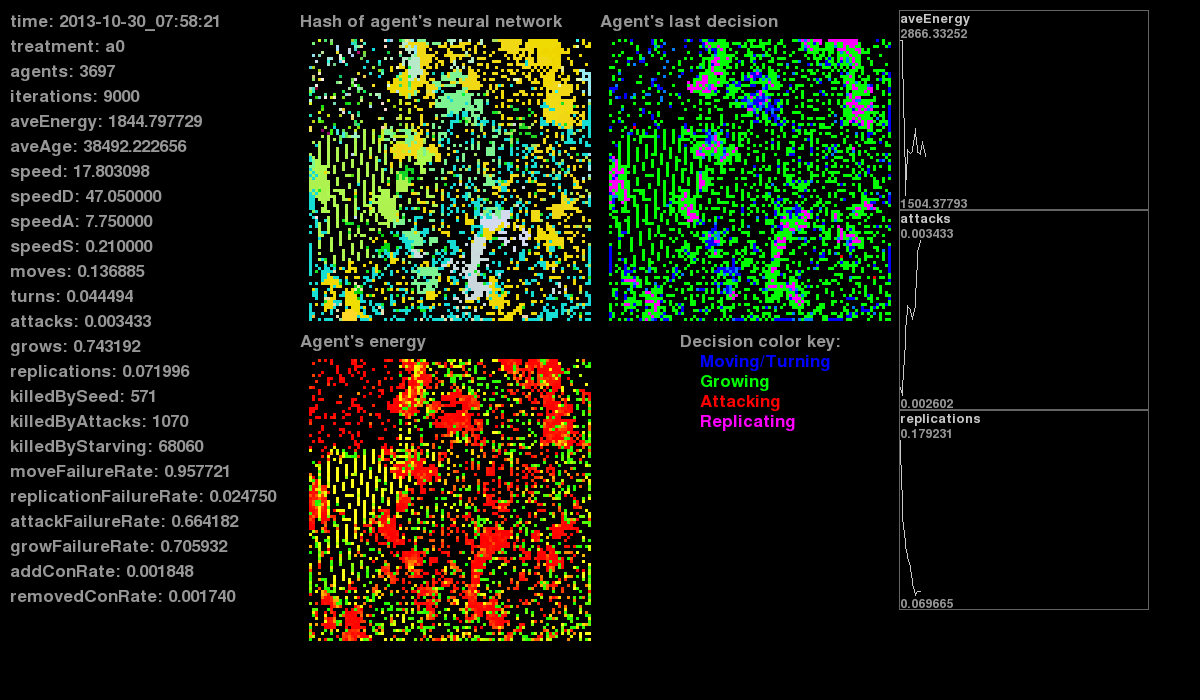 time: 2013-10-30_07:58:21
treatment: a0
agents: 3697
iterations: 9000
aveEnergy: 1844.797729
aveAge: 38492.222656
speed: 17.803098
speedD: 47.050000
speedA: 7.750000
speedS: 0.210000
moves: 0.136885
turns: 0.044494
attacks: 0.003433
grows: 0.743192
replications: 0.071996
killedBySeed: 571
killedByAttacks: 1070
killedByStarving: 68060
moveFailureRate: 0.957721
replicationFailureRate: 0.024750
attackFailureRate: 0.664182
growFailureRate: 0.705932
addConRate: 0.001848
removedConRate: 0.001740
Hash of agent's neural network
Agent's last decision
Agent's energy
Decision color key:
Moving/Turning
Growing
Attacking
Replicating
aveEnergy
2866.33252
1504.37793
attacks
0.003433
0.002602
replications
0.179231
0.069665